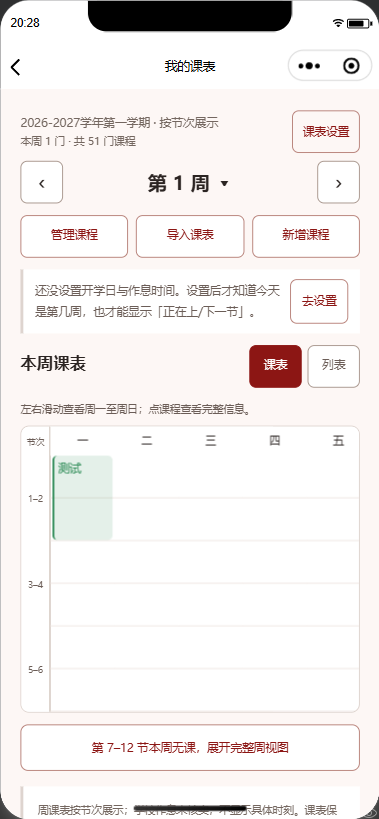 20:28
我的课表
2026-2027学年第一学期 · 按节次展示
本周 1 门 · 共 51 门课程
课表设置
第 1 周
管理课程
导入课表
新增课程
还没设置开学日与作息时间。设置后才知道今天
是第几周，也才能显示「正在上/下一节」。
去设置
本周课表
课表
列表
左右滑动查看周一至周日；点课程查看完整信息。
节次 一 二 三 四 五
测试
1–2
3–4
5–6
第 7–12 节本周无课，展开完整周视图
周课表按节次展示；学校作息未核实，不显示具体时刻。课表保